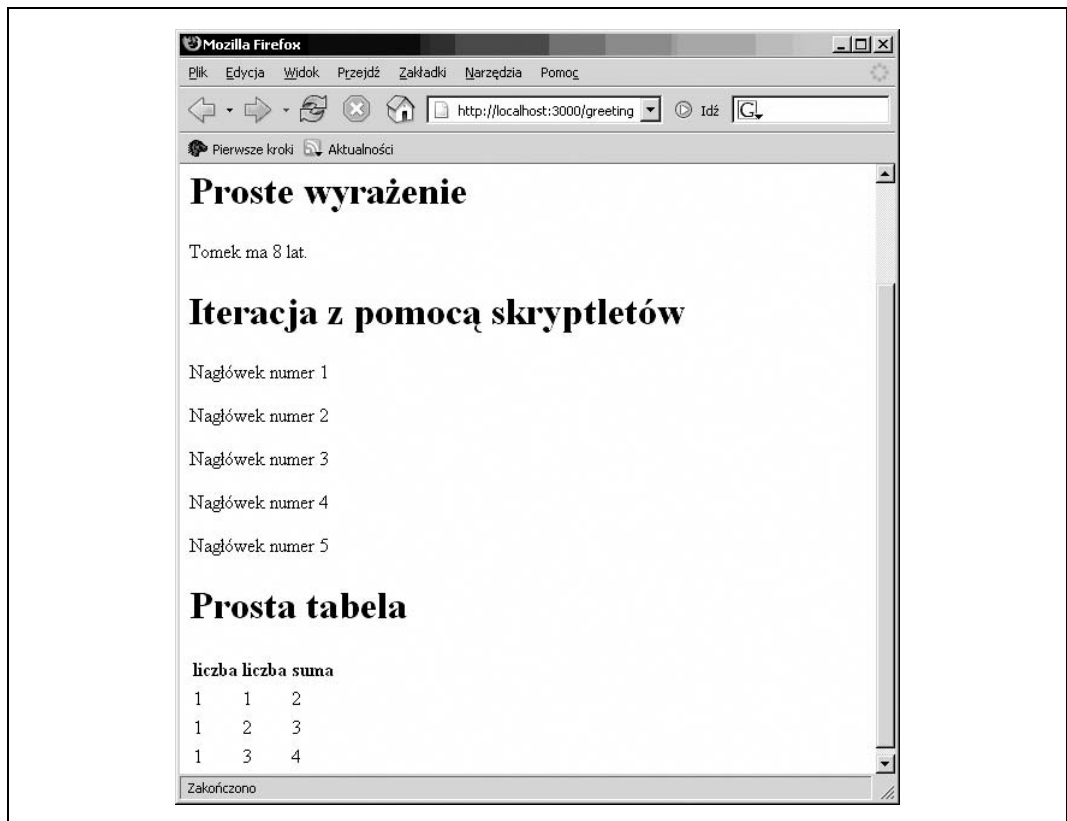 Mozilla Firefox
Plik Edycja Widok Przejdź Zakładki Narzędzia Pomoc
http://localhost:3000/greeting Idź G
Pierwsze kroki Aktualności
Proste wyrażenie
Tomek ma 8 lat.
Iteracja z pomocą skryptletów
Nagłówek numer 1
Nagłówek numer 2
Nagłówek numer 3
Nagłówek numer 4
Nagłówek numer 5
Prosta tabela
liczba liczba suma
1 1 2
1 2 3
1 3 4
Zakończono